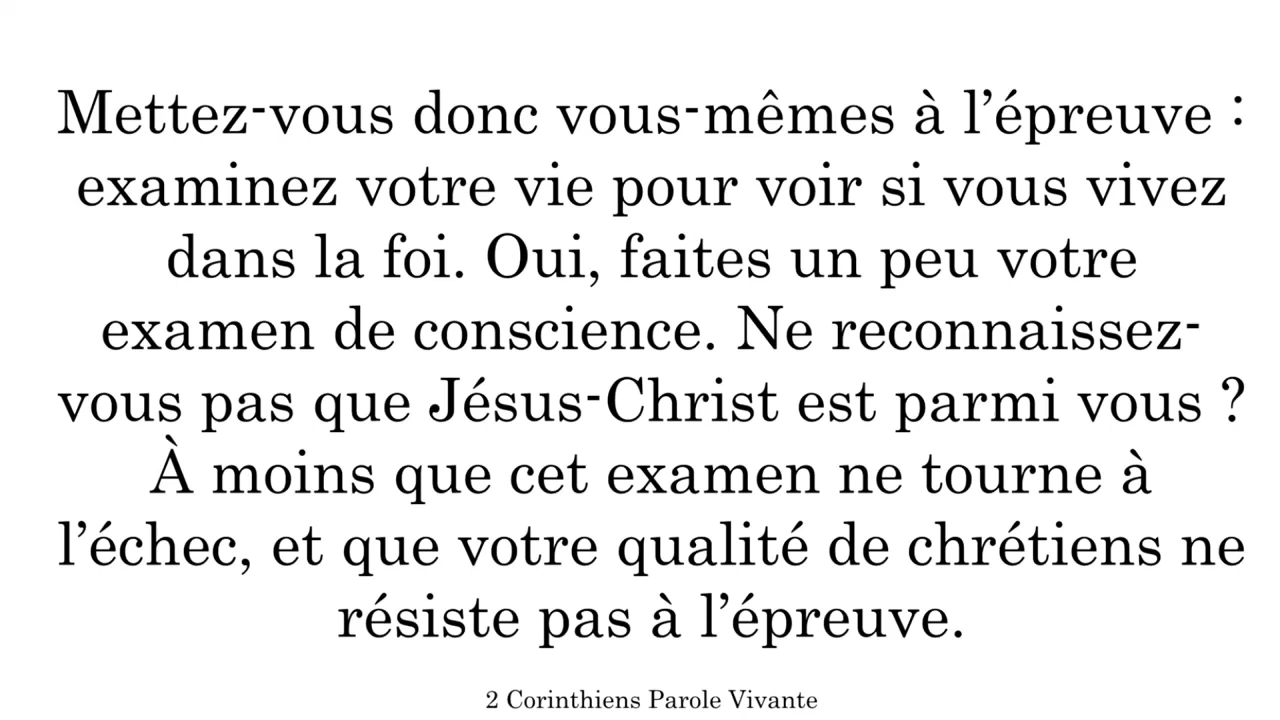 Mettez-vous donc vous-mêmes à l’épreuve :
examinez votre vie pour voir si vous vivez
dans la foi. Oui, faites un peu votre
examen de conscience. Ne reconnaissez-
vous pas que Jésus-Christ est parmi vous ?
À moins que cet examen ne tourne à
l’échec, et que votre qualité de chrétiens ne
résiste pas à l’épreuve.
2 Corinthiens Parole Vivante